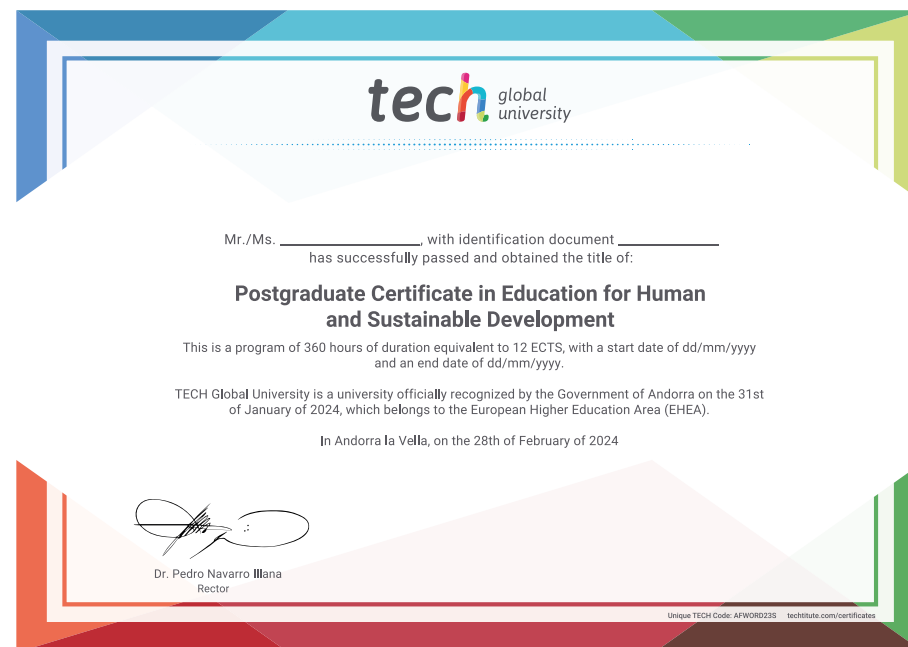 tech global
university
Mr./Ms. ____________, with identification document ____________
has successfully passed and obtained the title of:
Postgraduate Certificate in Education for Human
and Sustainable Development
This is a program of 360 hours of duration equivalent to 12 ECTS, with a start date of dd/mm/yyyy
and an end date of dd/mm/yyyy.
TECH Global University is a university officially recognized by the Government of Andorra on the 31st
of January of 2024, which belongs to the European Higher Education Area (EHEA).
In Andorra la Vella, on the 28th of February of 2024
Dr. Pedro Navarro Illana
Rector
Unique TECH Code: AFWORD23S techtitute.com/certificates